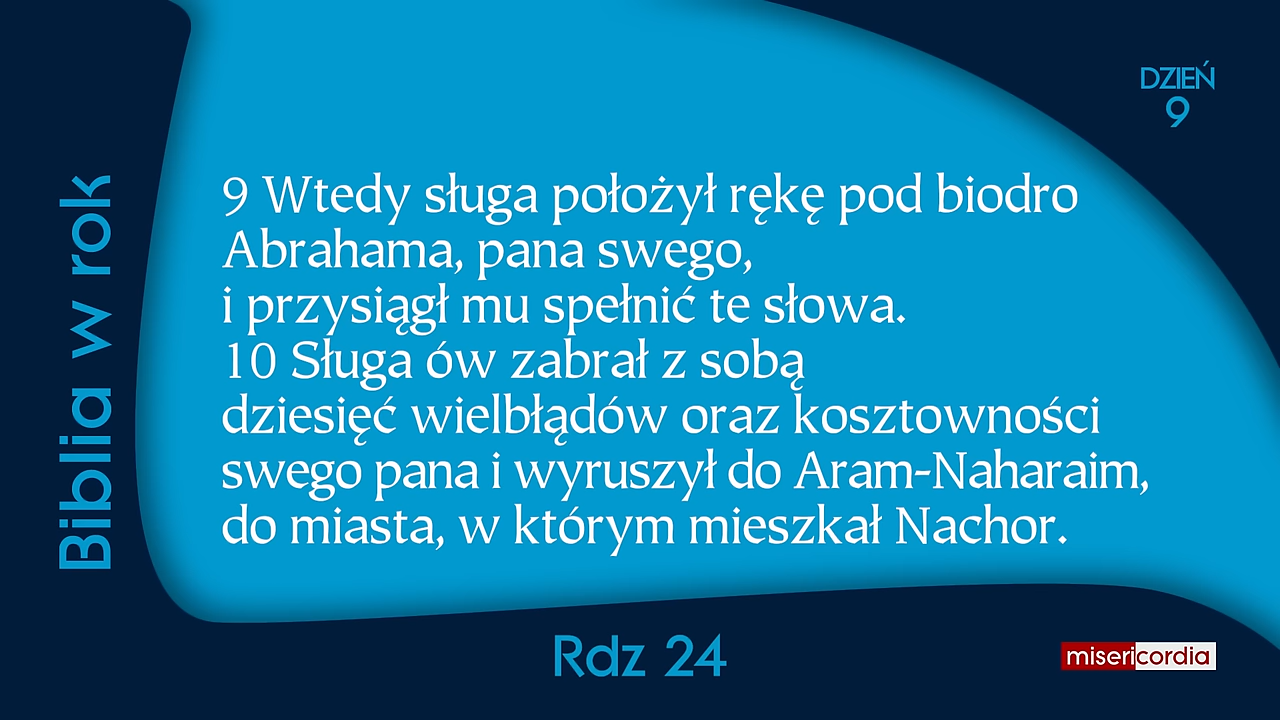 DZIEŃ
9
Biblia w rok
9 Wtedy sługa położył rękę pod biodro
Abrahama, pana swego,
i przysiągł mu spełnić te słowa.
10 Sługa ów zabrał z sobą
dziesięć wielbłądów oraz kosztowności
swego pana i wyruszył do Aram-Naharaim,
do miasta, w którym mieszkał Nachor.
Rdz 24
misericordia